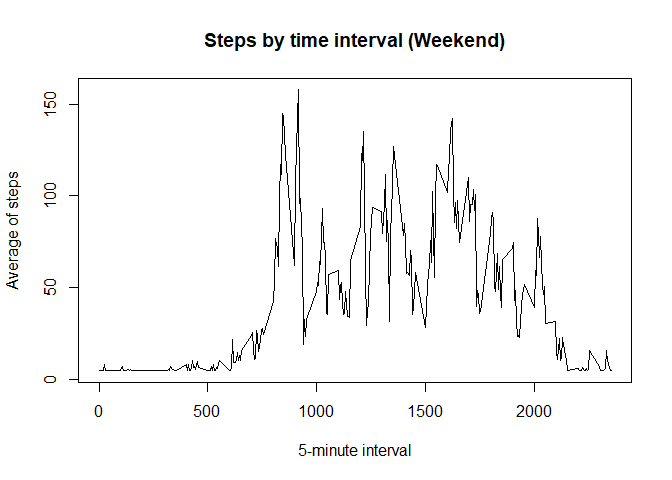 Steps by time interval (Weekend)
Average of steps
150
100
50
0
0 500 1000 1500 2000
5-minute interval